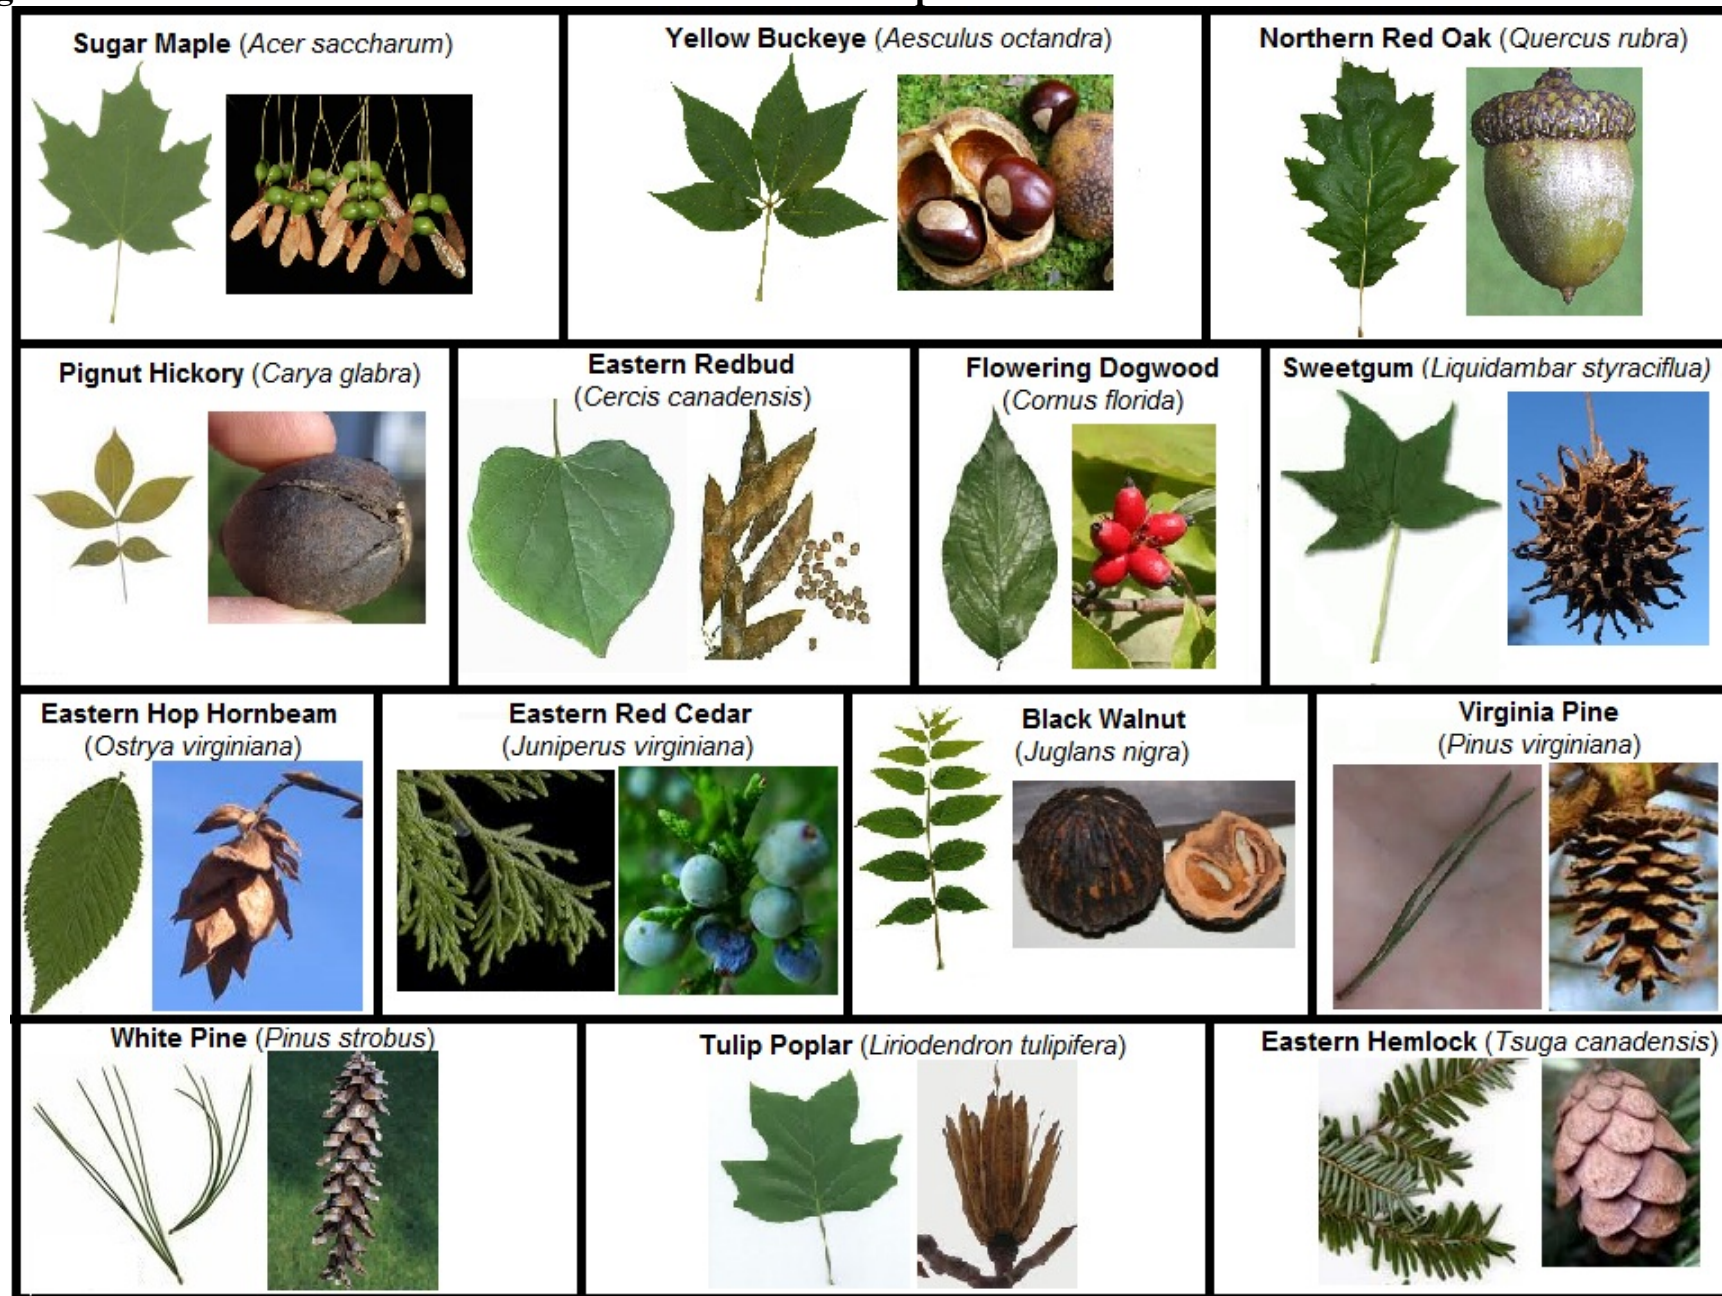 Sugar Maple (Acer saccharum)
Yellow Buckeye (Aesculus octandra)
Northern Red Oak (Quercus rubra)
Pignut Hickory (Carya glabra)
Eastern Redbud
(Cercis canadensis)
Flowering Dogwood
(Cornus florida)
Sweetgum (Liquidambar styraciflua)
Eastern Hop Hornbeam
(Ostrya virginiana)
Eastern Red Cedar
(Juniperus virginiana)
Black Walnut
(Juglans nigra)
Virginia Pine
(Pinus virginiana)
White Pine (Pinus strobus)
Tulip Poplar (Liriodendron tulipifera)
Eastern Hemlock (Tsuga canadensis)